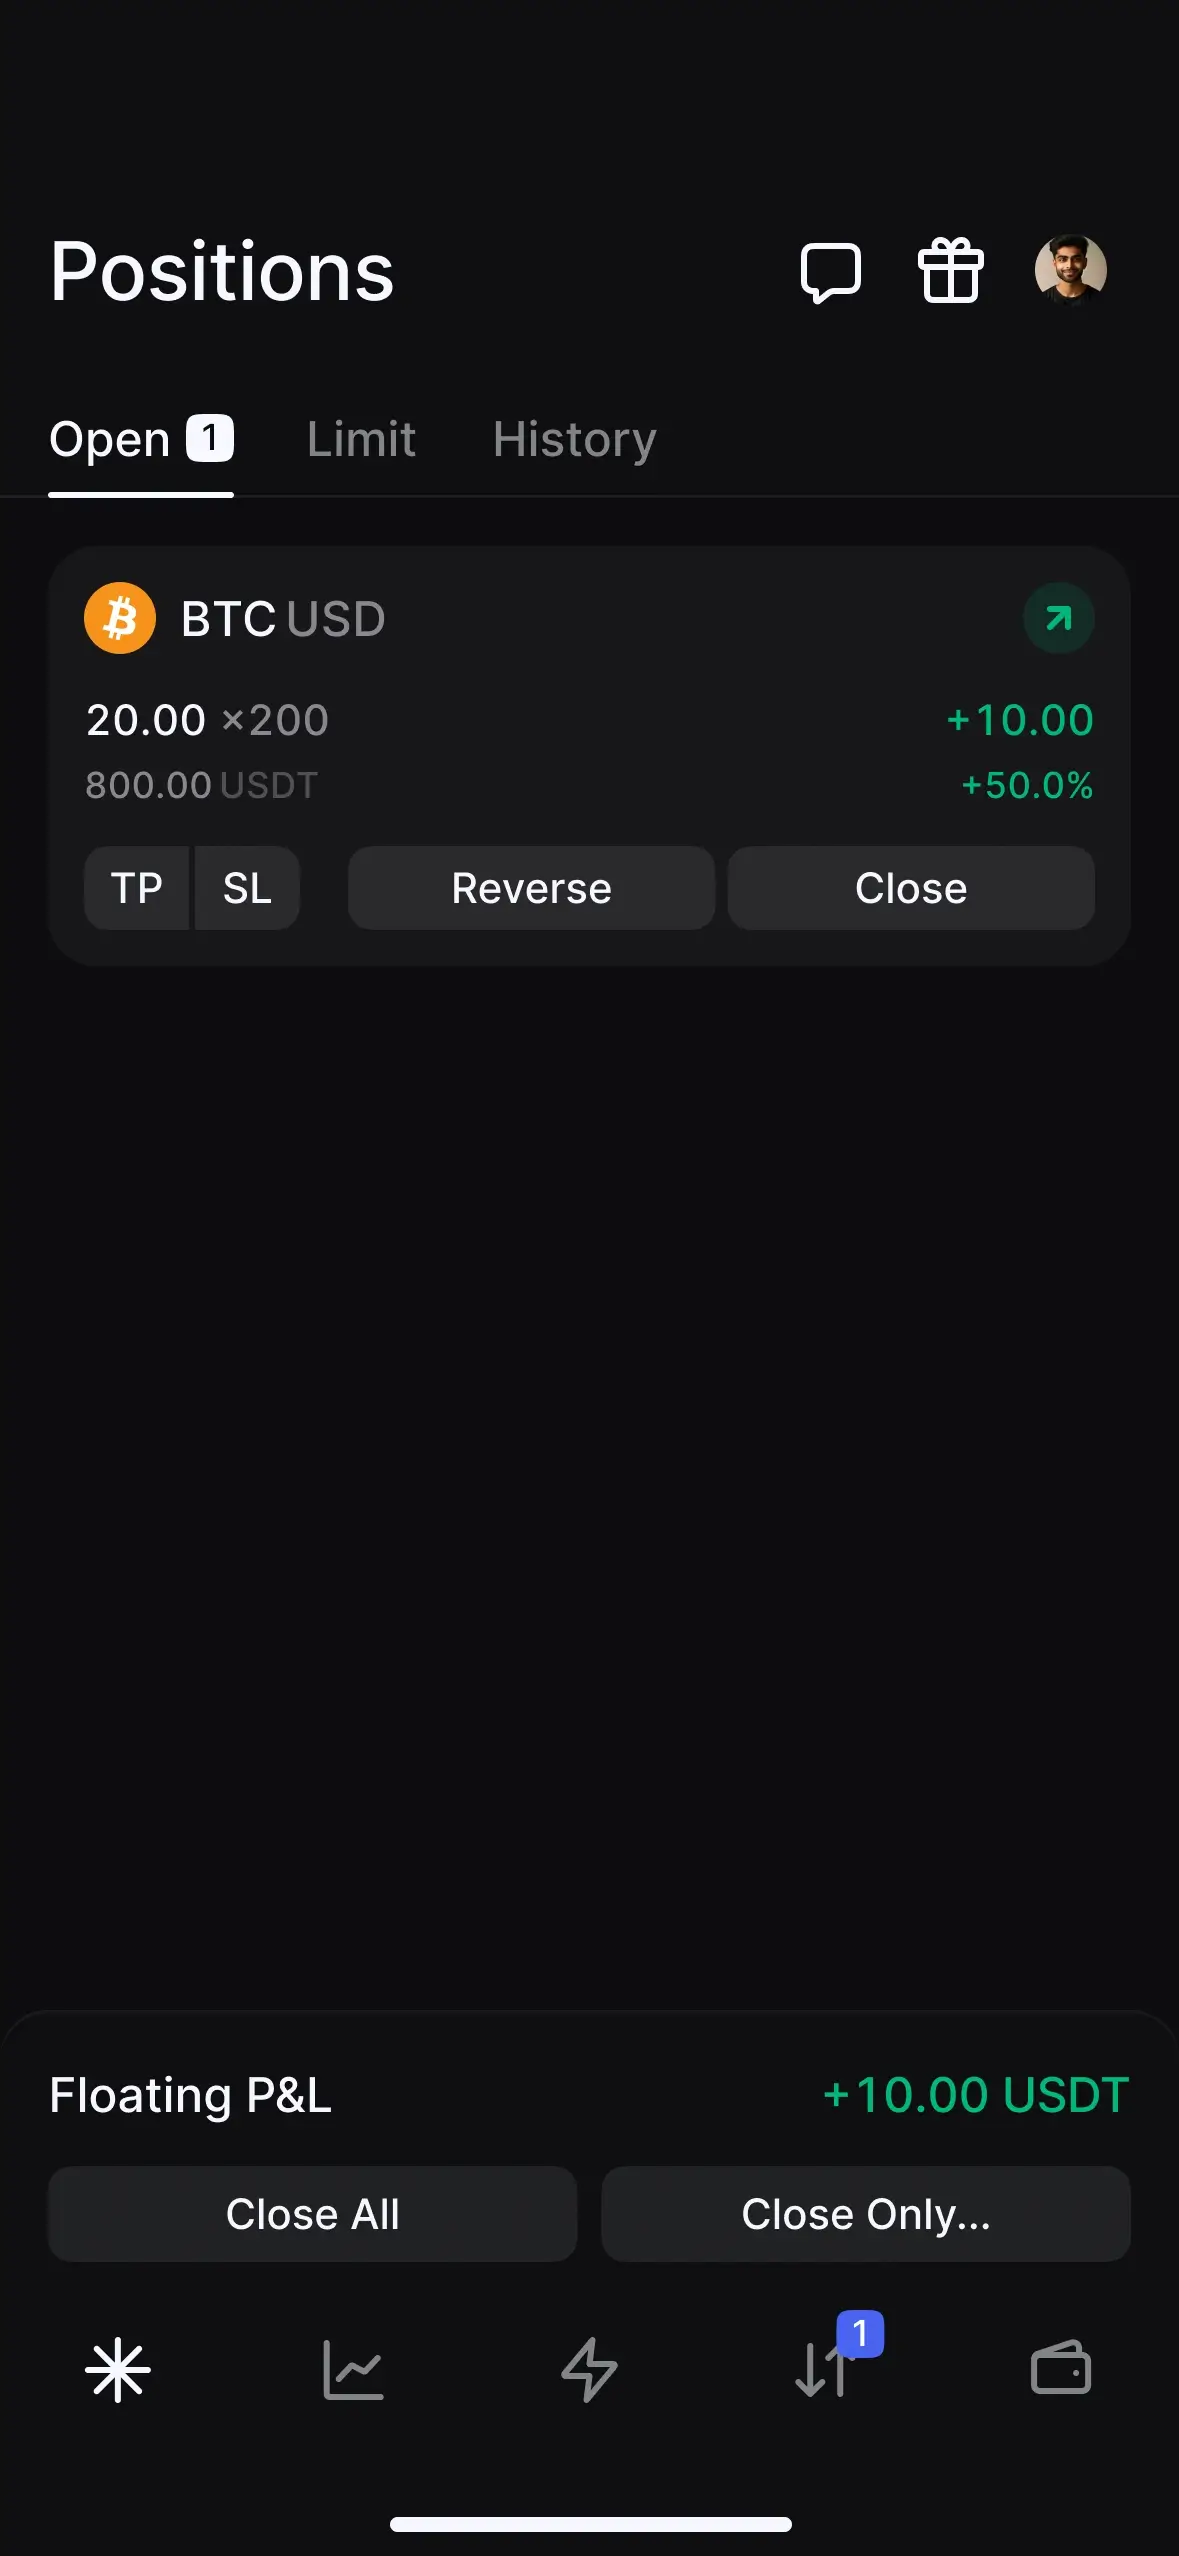 Positions
Open 1 Limit History
BTC USD
20.00 ×200 +10.00
800.00 USDT +50.0%
TP SL Reverse Close
Floating P&L +10.00 USDT
Close All Close Only...
1